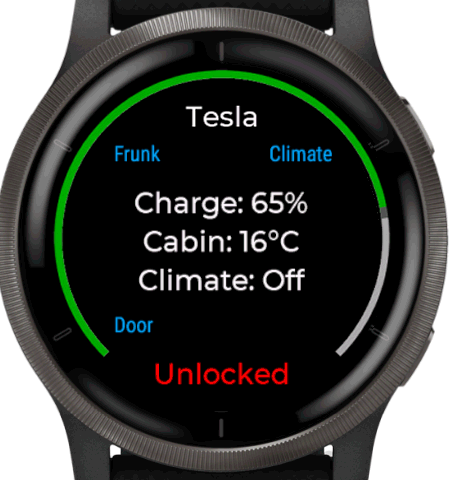 Tesla
Frunk Climate
Charge: 65%
Cabin: 16°C
Climate: Off
Door
Unlocked